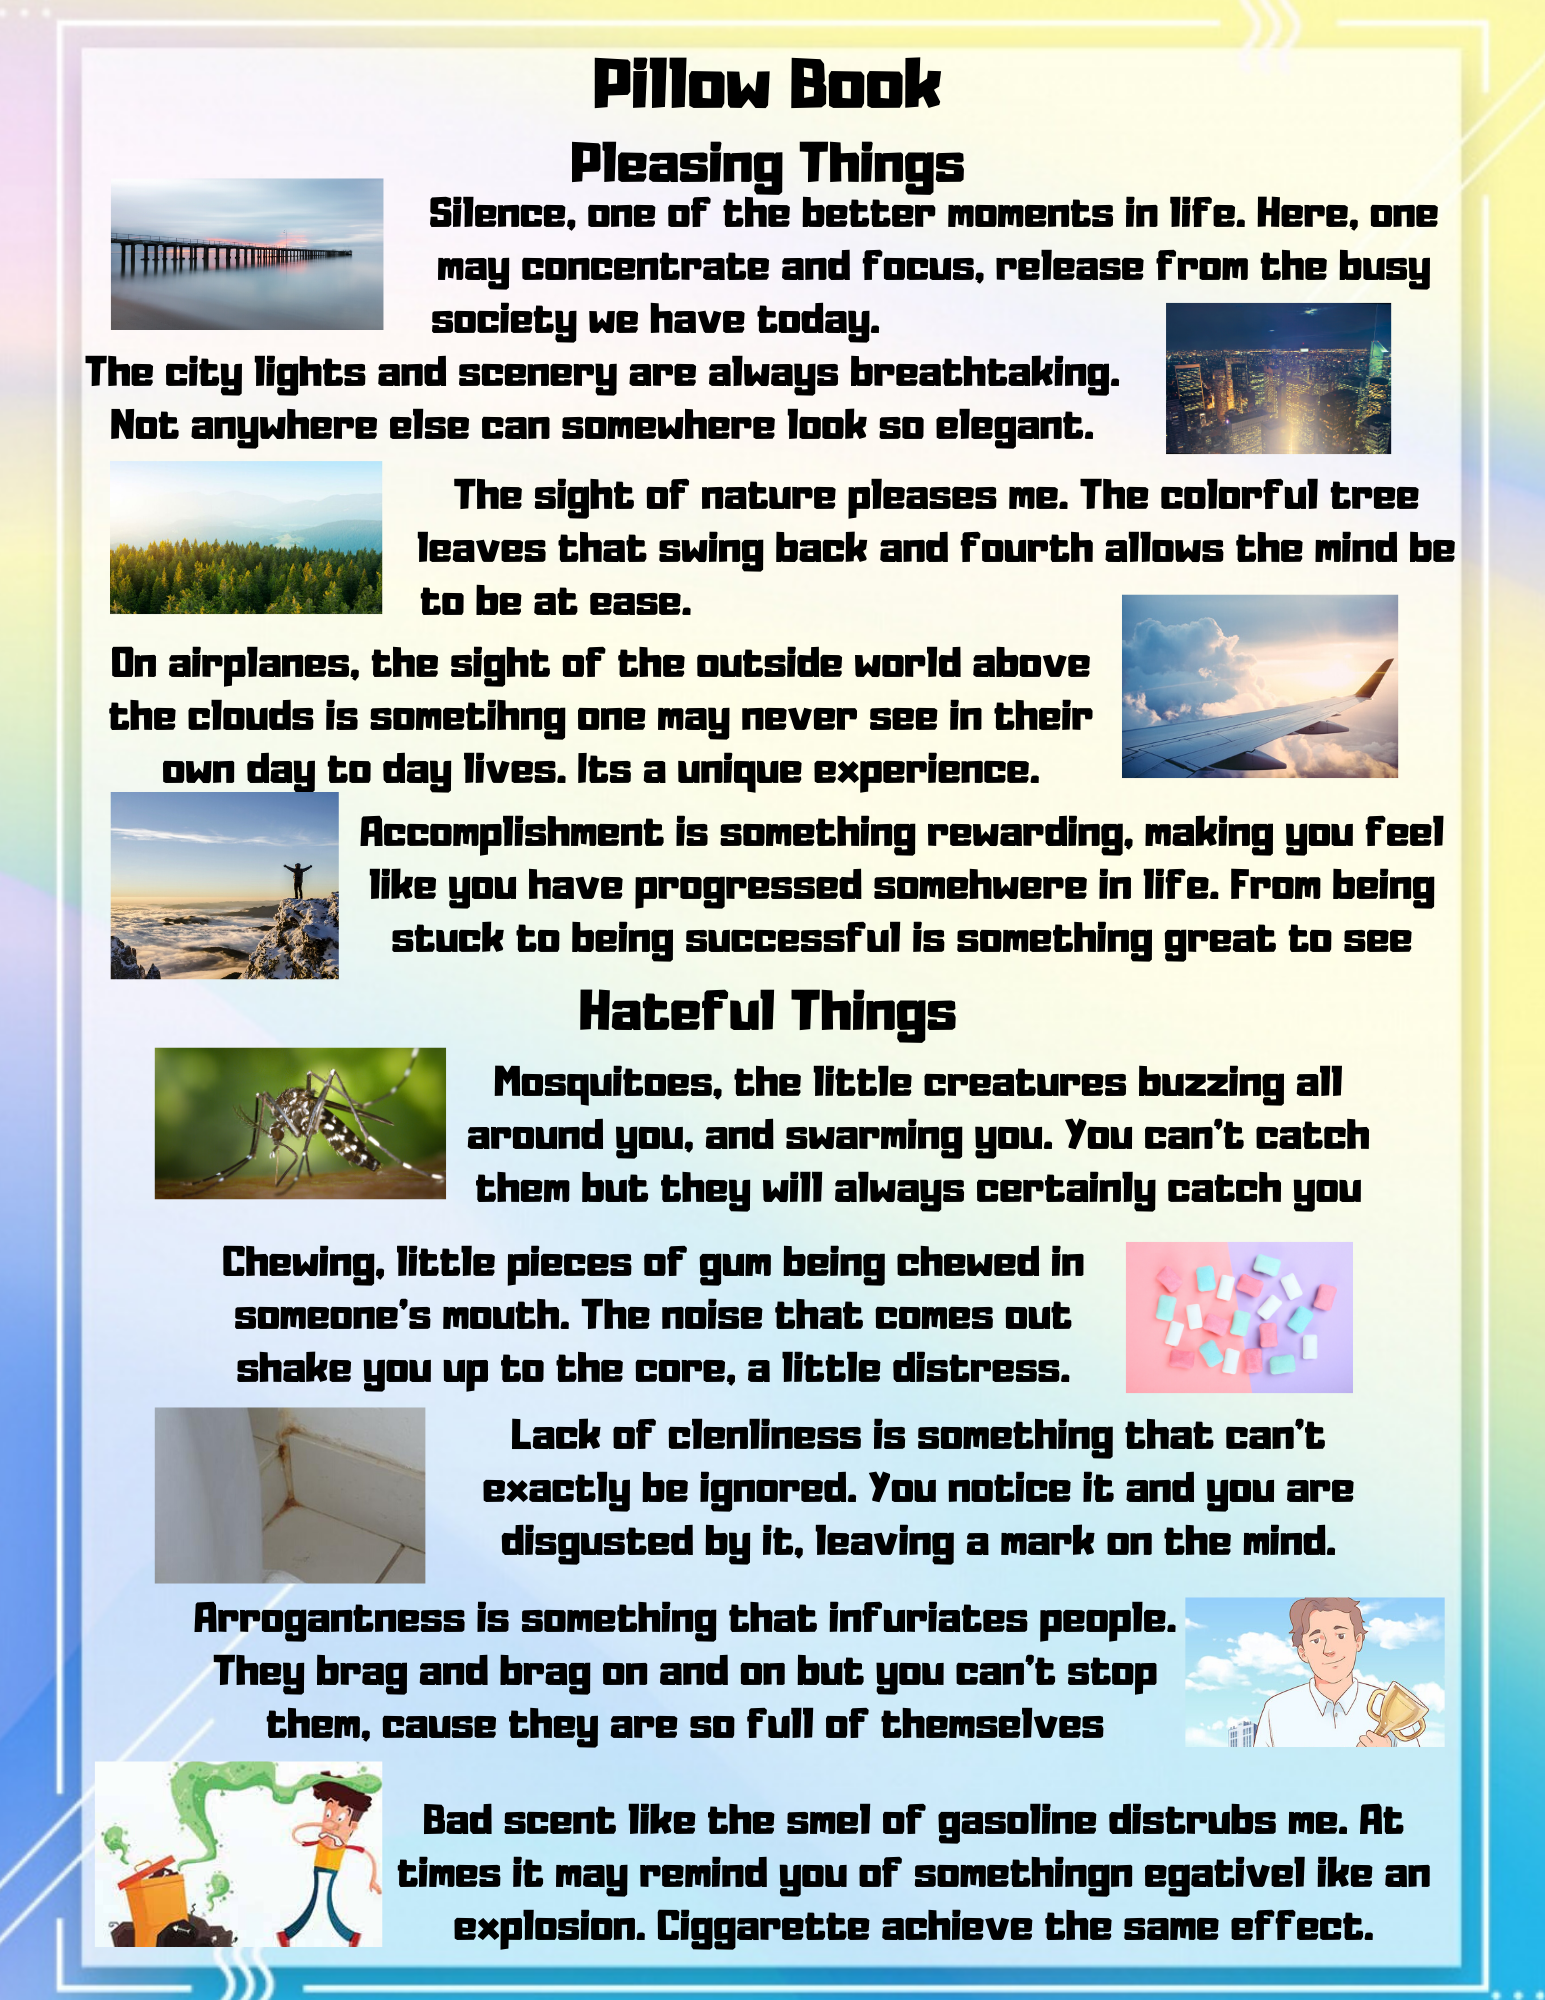 Pillow Book
Pleasing Things
Silence, one of the better moments in life. Here, one
may concentrate and focus, release from the busy
society we have today.
The city lights and scenery are always breathtaking.
Not anywhere else can somewhere look so elegant.
The sight of nature pleases me. The colorful tree
leaves that swing back and fourth allows the mind be
to be at ease.
On airplanes, the sight of the outside world above
the clouds is sometihng one may never see in their
own day to day lives. Its a unique experience.
Accomplishment is something rewarding, making you feel
like you have progressed somehwere in life. From being
stuck to being successful is something great to see
Hateful Things
Mosquitoes, the little creatures buzzing all
around you, and swarming you. You can't catch
them but they will always certainly catch you
Chewing, little pieces of gum being chewed in
someone's mouth. The noise that comes out
shake you up to the core, a little distress.
Lack of clenliness is something that can't
exactly be ignored. You notice it and you are
disgusted by it, leaving a mark on the mind.
Arrogantness is something that infuriates people.
They brag and brag on and on but you can't stop
them, cause they are so full of themselves
Bad scent like the smel of gasoline distrubs me. At
times it may remind you of somethingn egativel ike an
explosion. Ciggarette achieve the same effect.